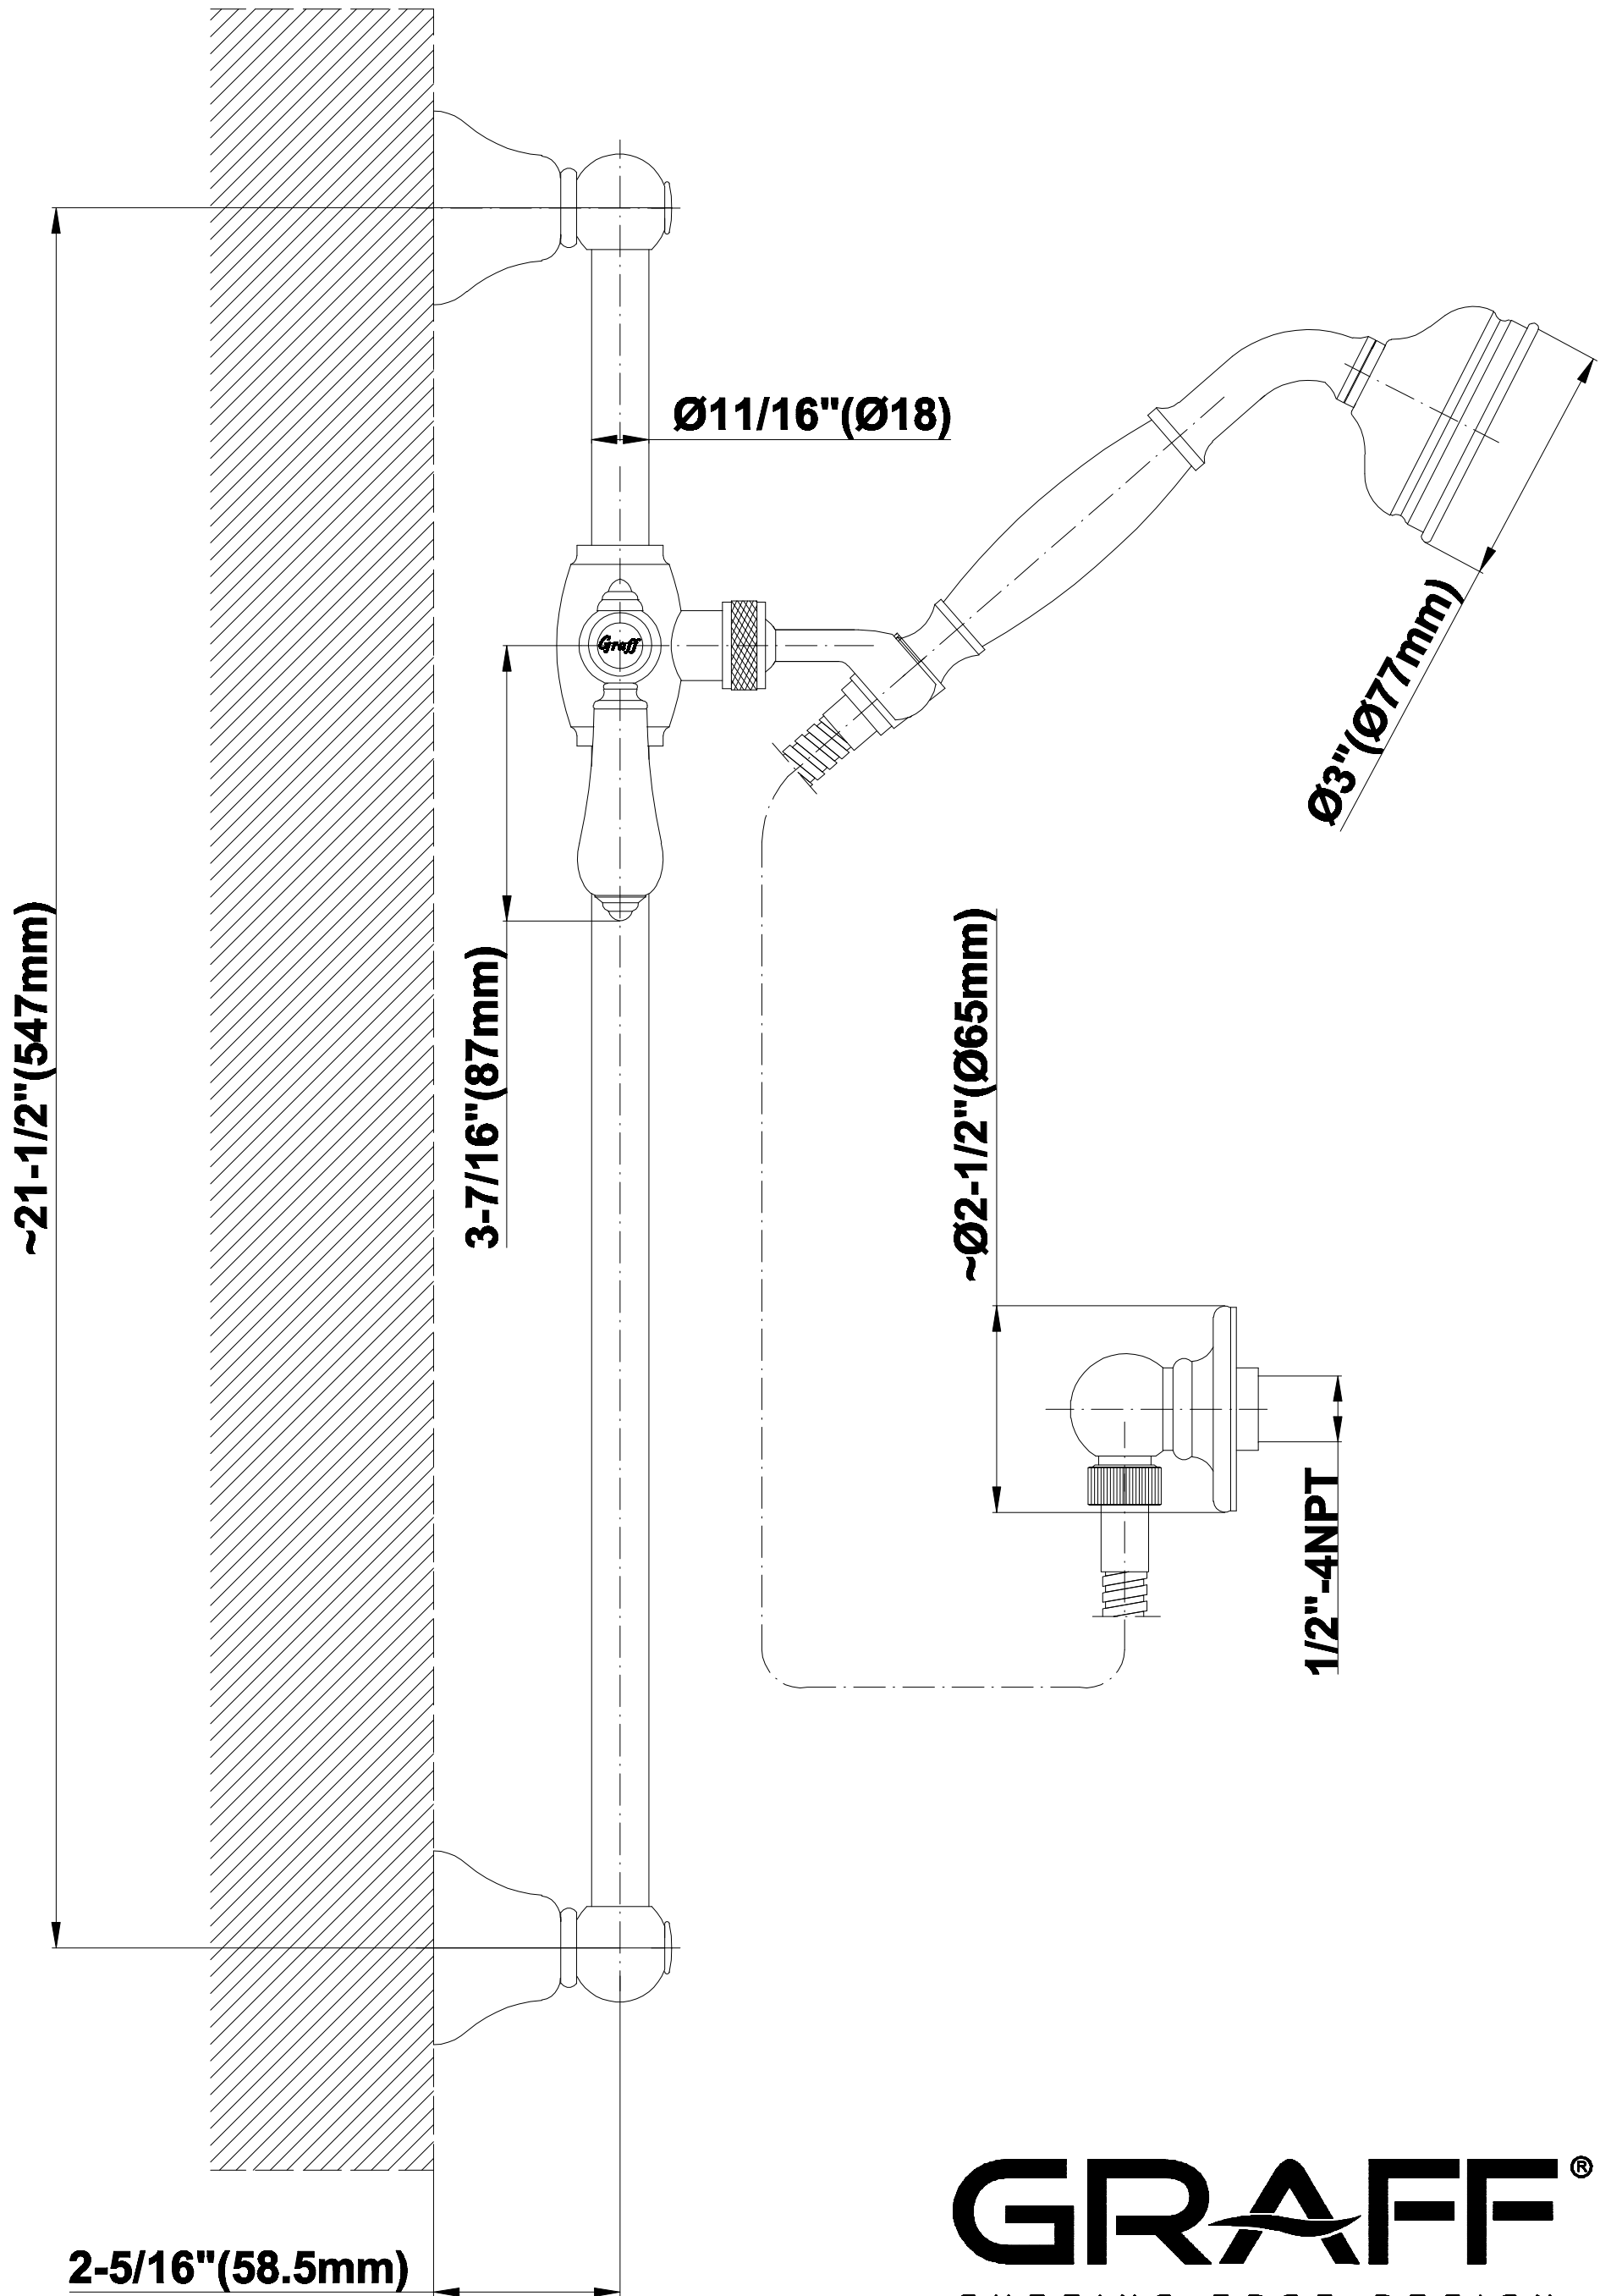 Ø11/16"(Ø18)
Graff
Ø3"(Ø77mm)
~21-1/2"(547mm)
3-7/16"(87mm)
~Ø2-1/2"(Ø65mm)
1/2"-4NPT
2-5/16"(58.5mm)
GRAFF®